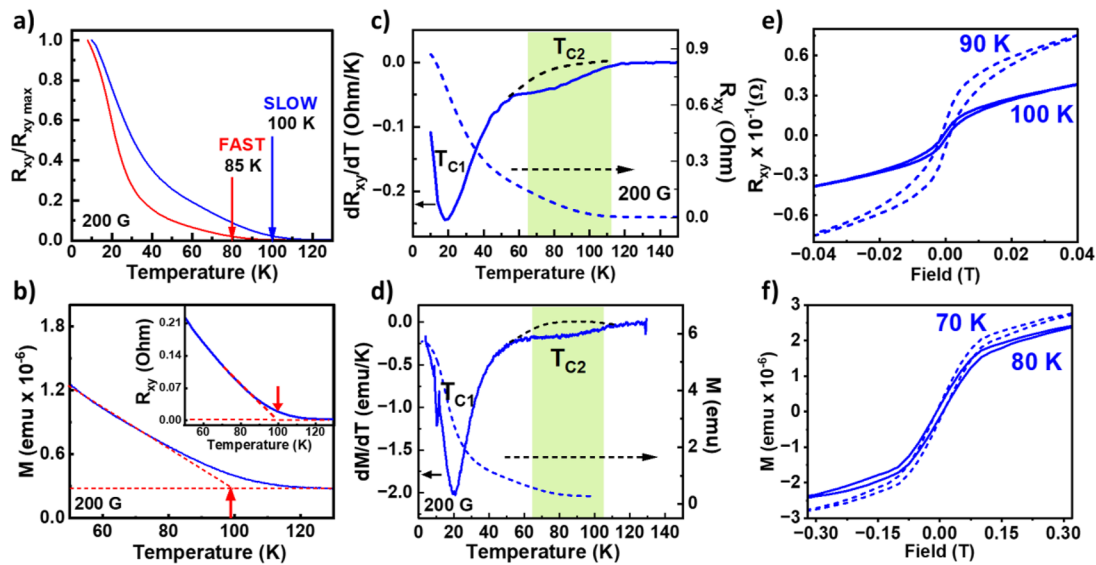 a)
R_xy/R_xy max
1.0
0.8
0.6
0.4
0.2
0.0
SLOW
100 K
FAST
85 K
200 G
0 20 40 60 80 100 120
Temperature (K)
b)
M (emu x 10⁻⁶)
1.8
1.2
0.6
0.0
R_xy (Ohm)
0.21
0.14
0.07
0.00
60 80 100 120
Temperature (K)
200 G
60 80 100 120
Temperature (K)
c)
dR_xy/dT (Ohm/K)
0.0
−0.1
−0.2
T_C2
T_C1
200 G
0.9
0.6
0.3
0.0
R_xy (Ohm)
0 20 40 60 80 100 120 140
Temperature (K)
d)
dM/dT (emu/K)
0.0
−0.5
−1.0
−1.5
−2.0
T_C1
T_C2
200 G
6
4
2
0
M (emu)
0 20 40 60 80 100 120 140
Temperature (K)
e)
R_xy x 10⁻¹(Ω)
0.6
0.3
0.0
−0.3
−0.6
90 K
100 K
−0.04 −0.02 0.00 0.02 0.04
Field (T)
f)
M (emu x 10⁻⁶)
3
2
1
0
−1
−2
−3
70 K
80 K
−0.30 −0.15 0.00 0.15 0.30
Field (T)